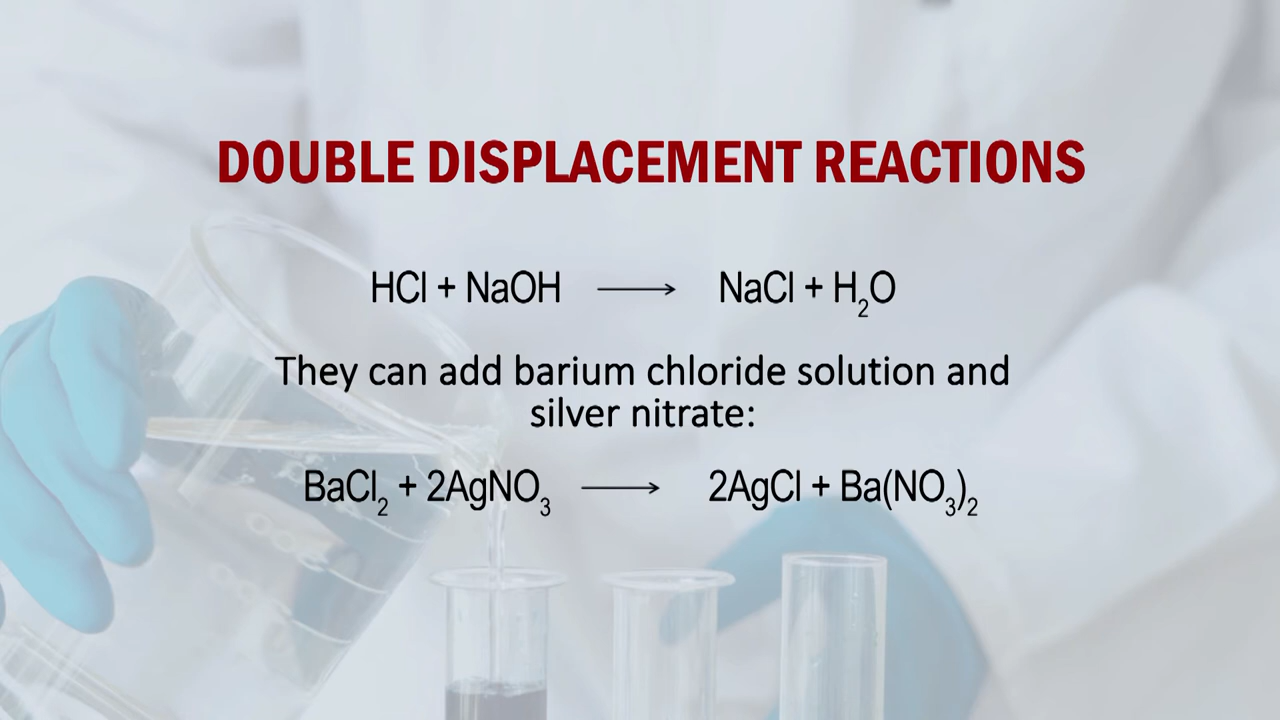 DOUBLE DISPLACEMENT REACTIONS
HCl + NaOH ⟶ NaCl + H₂O
They can add barium chloride solution and
silver nitrate:
BaCl₂ + 2AgNO₃ ⟶ 2AgCl + Ba(NO₃)₂